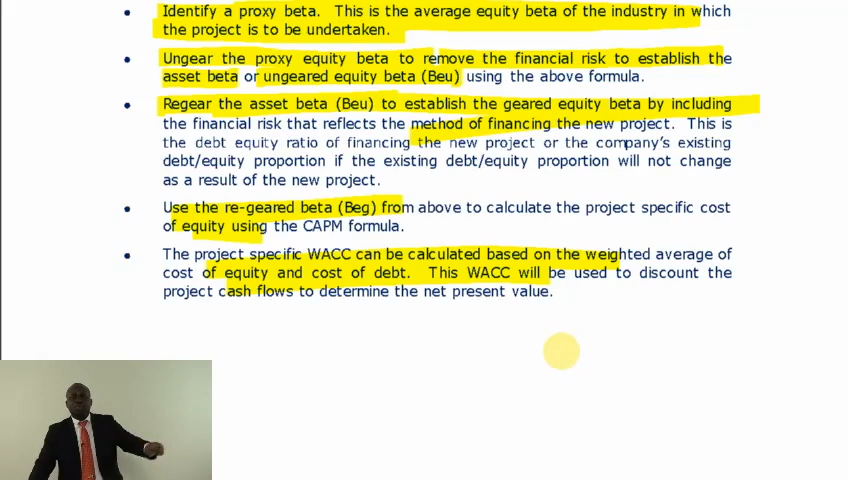 • Identify a proxy beta. This is the average equity beta of the industry in which
the project is to be undertaken.
• Ungear the proxy equity beta to remove the financial risk to establish the
asset beta or ungeared equity beta (Beu) using the above formula.
• Regear the asset beta (Beu) to establish the geared equity beta by including
the financial risk that reflects the method of financing the new project. This is
the debt equity ratio of financing the new project or the company's existing
debt/equity proportion if the existing debt/equity proportion will not change
as a result of the new project.
• Use the re-geared beta (Beg) from above to calculate the project specific cost
of equity using the CAPM formula.
• The project specific WACC can be calculated based on the weighted average of
cost of equity and cost of debt. This WACC will be used to discount the
project cash flows to determine the net present value.